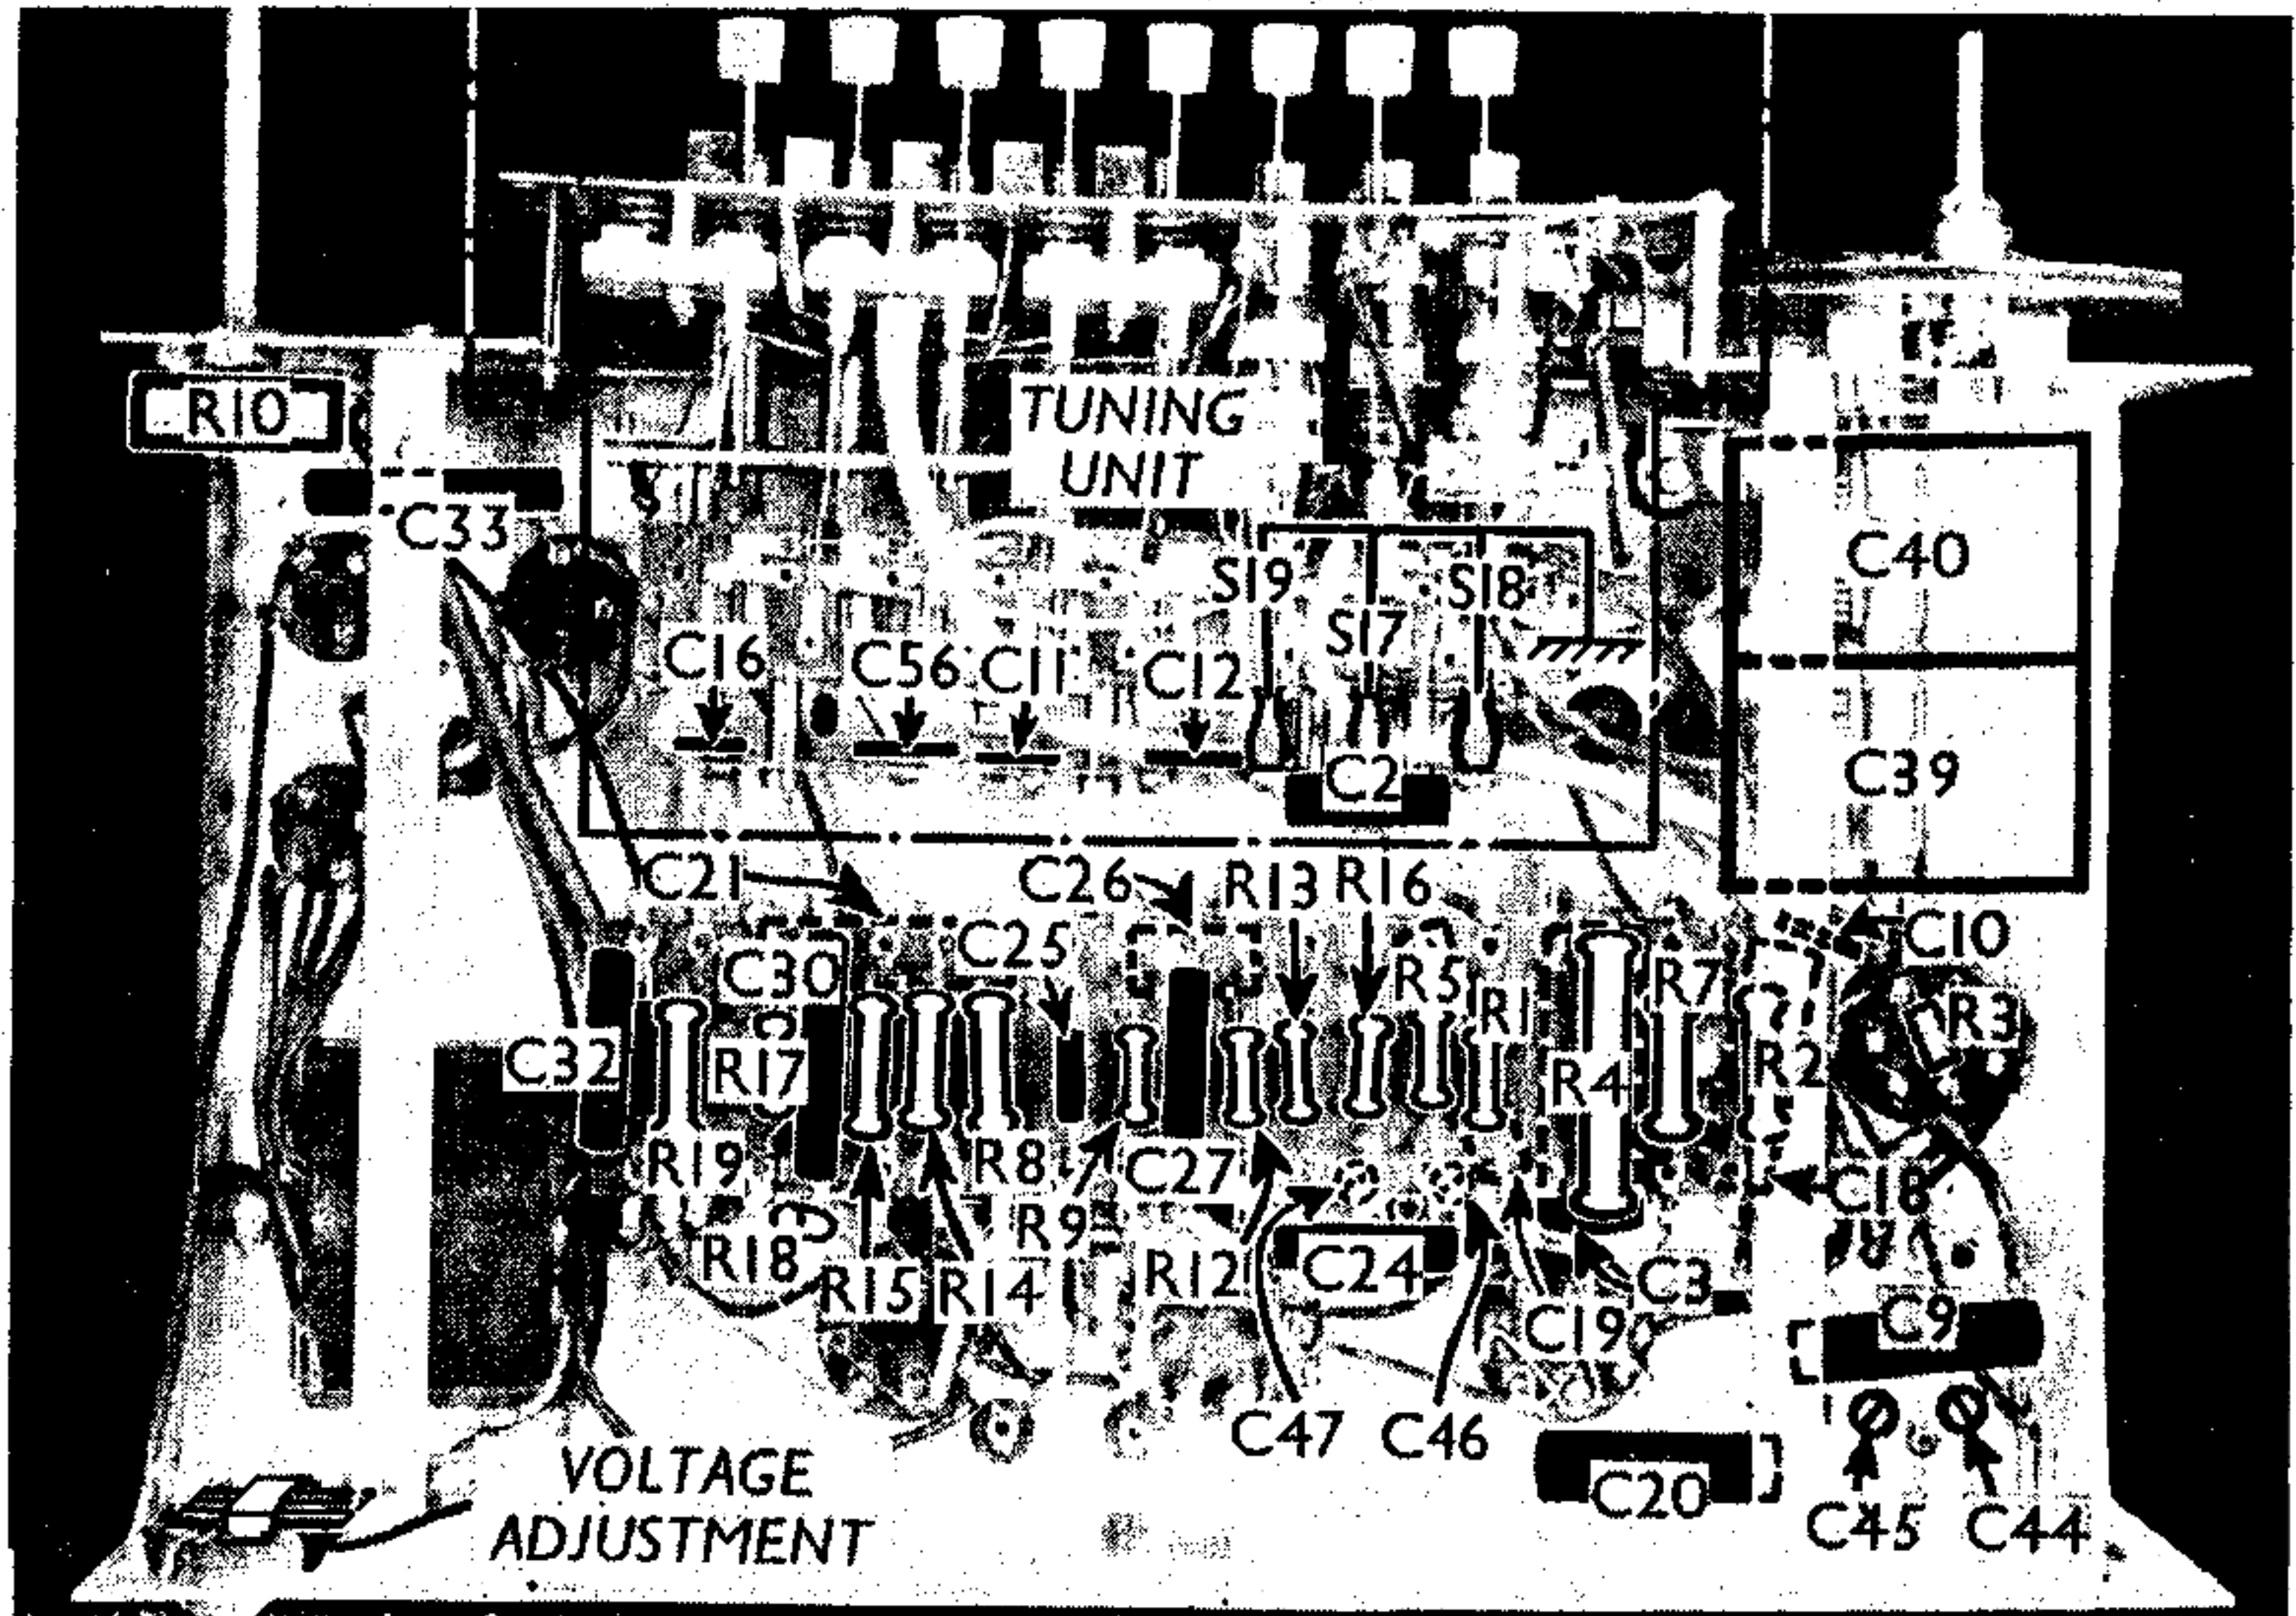 R10
TUNING
UNIT
C33
C40
S19
S18
S17
C16
C56
C11
C12
C2
C39
C21
C26
R13
R16
C25
C10
C30
R5
R7
R1
R3
C32
R17
R4
R2
R19
R8
C27
C18
R9
R18
R15
R14
R12
C24
C3
C19
C9
C47
C46
VOLTAGE
ADJUSTMENT
C20
C45
C44